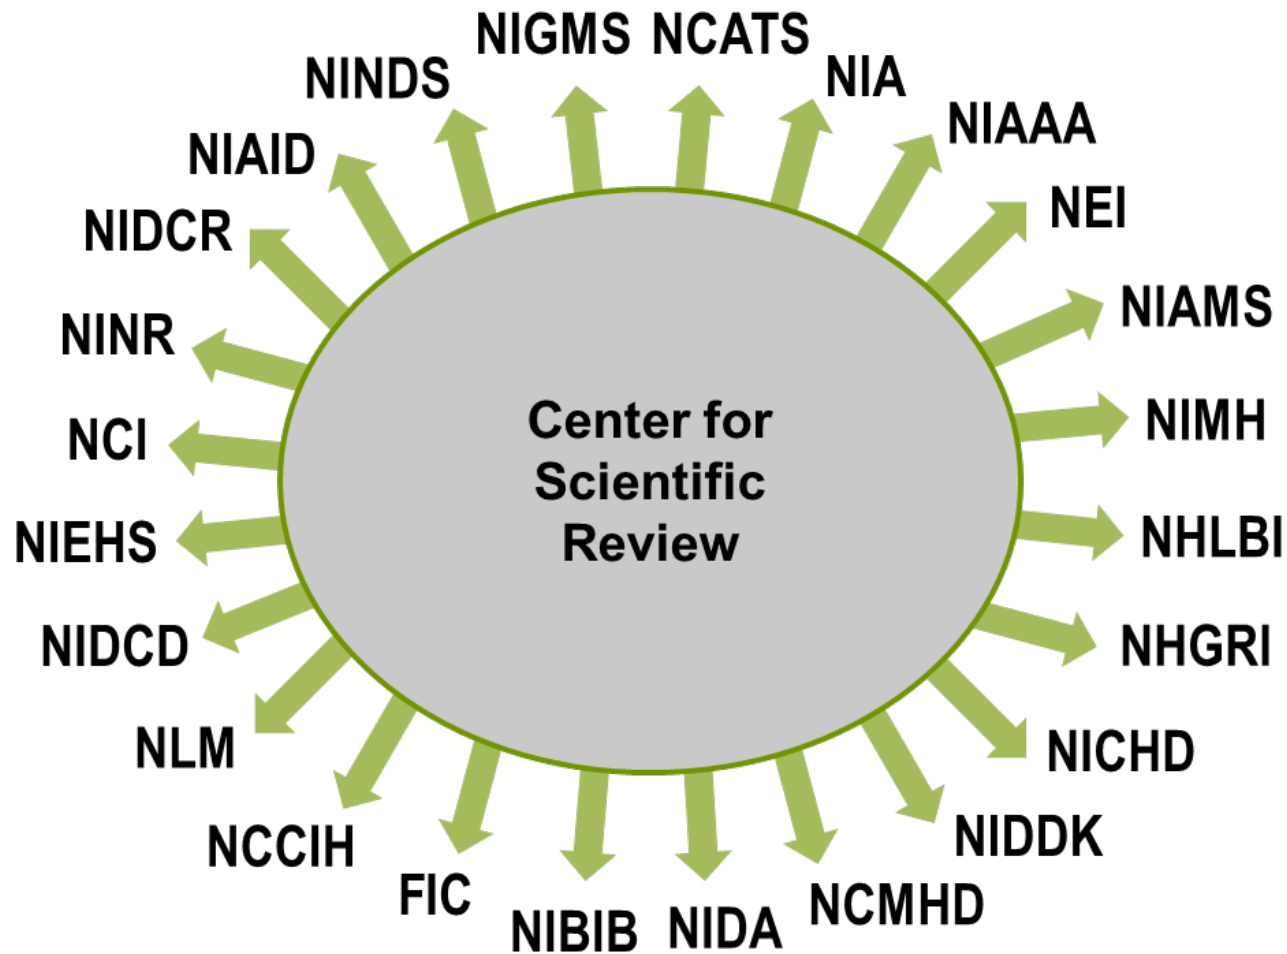 NIGMS NCATS
NINDS
NIA
NIAAA
NIAID
NEI
NIDCR
NIAMS
NINR
Center for
Scientific
Review
NIMH
NCI
NHLBI
NIEHS
NHGRI
NIDCD
NLM
NICHD
NCCIH
NIDDK
FIC
NCMHD
NIBIB
NIDA